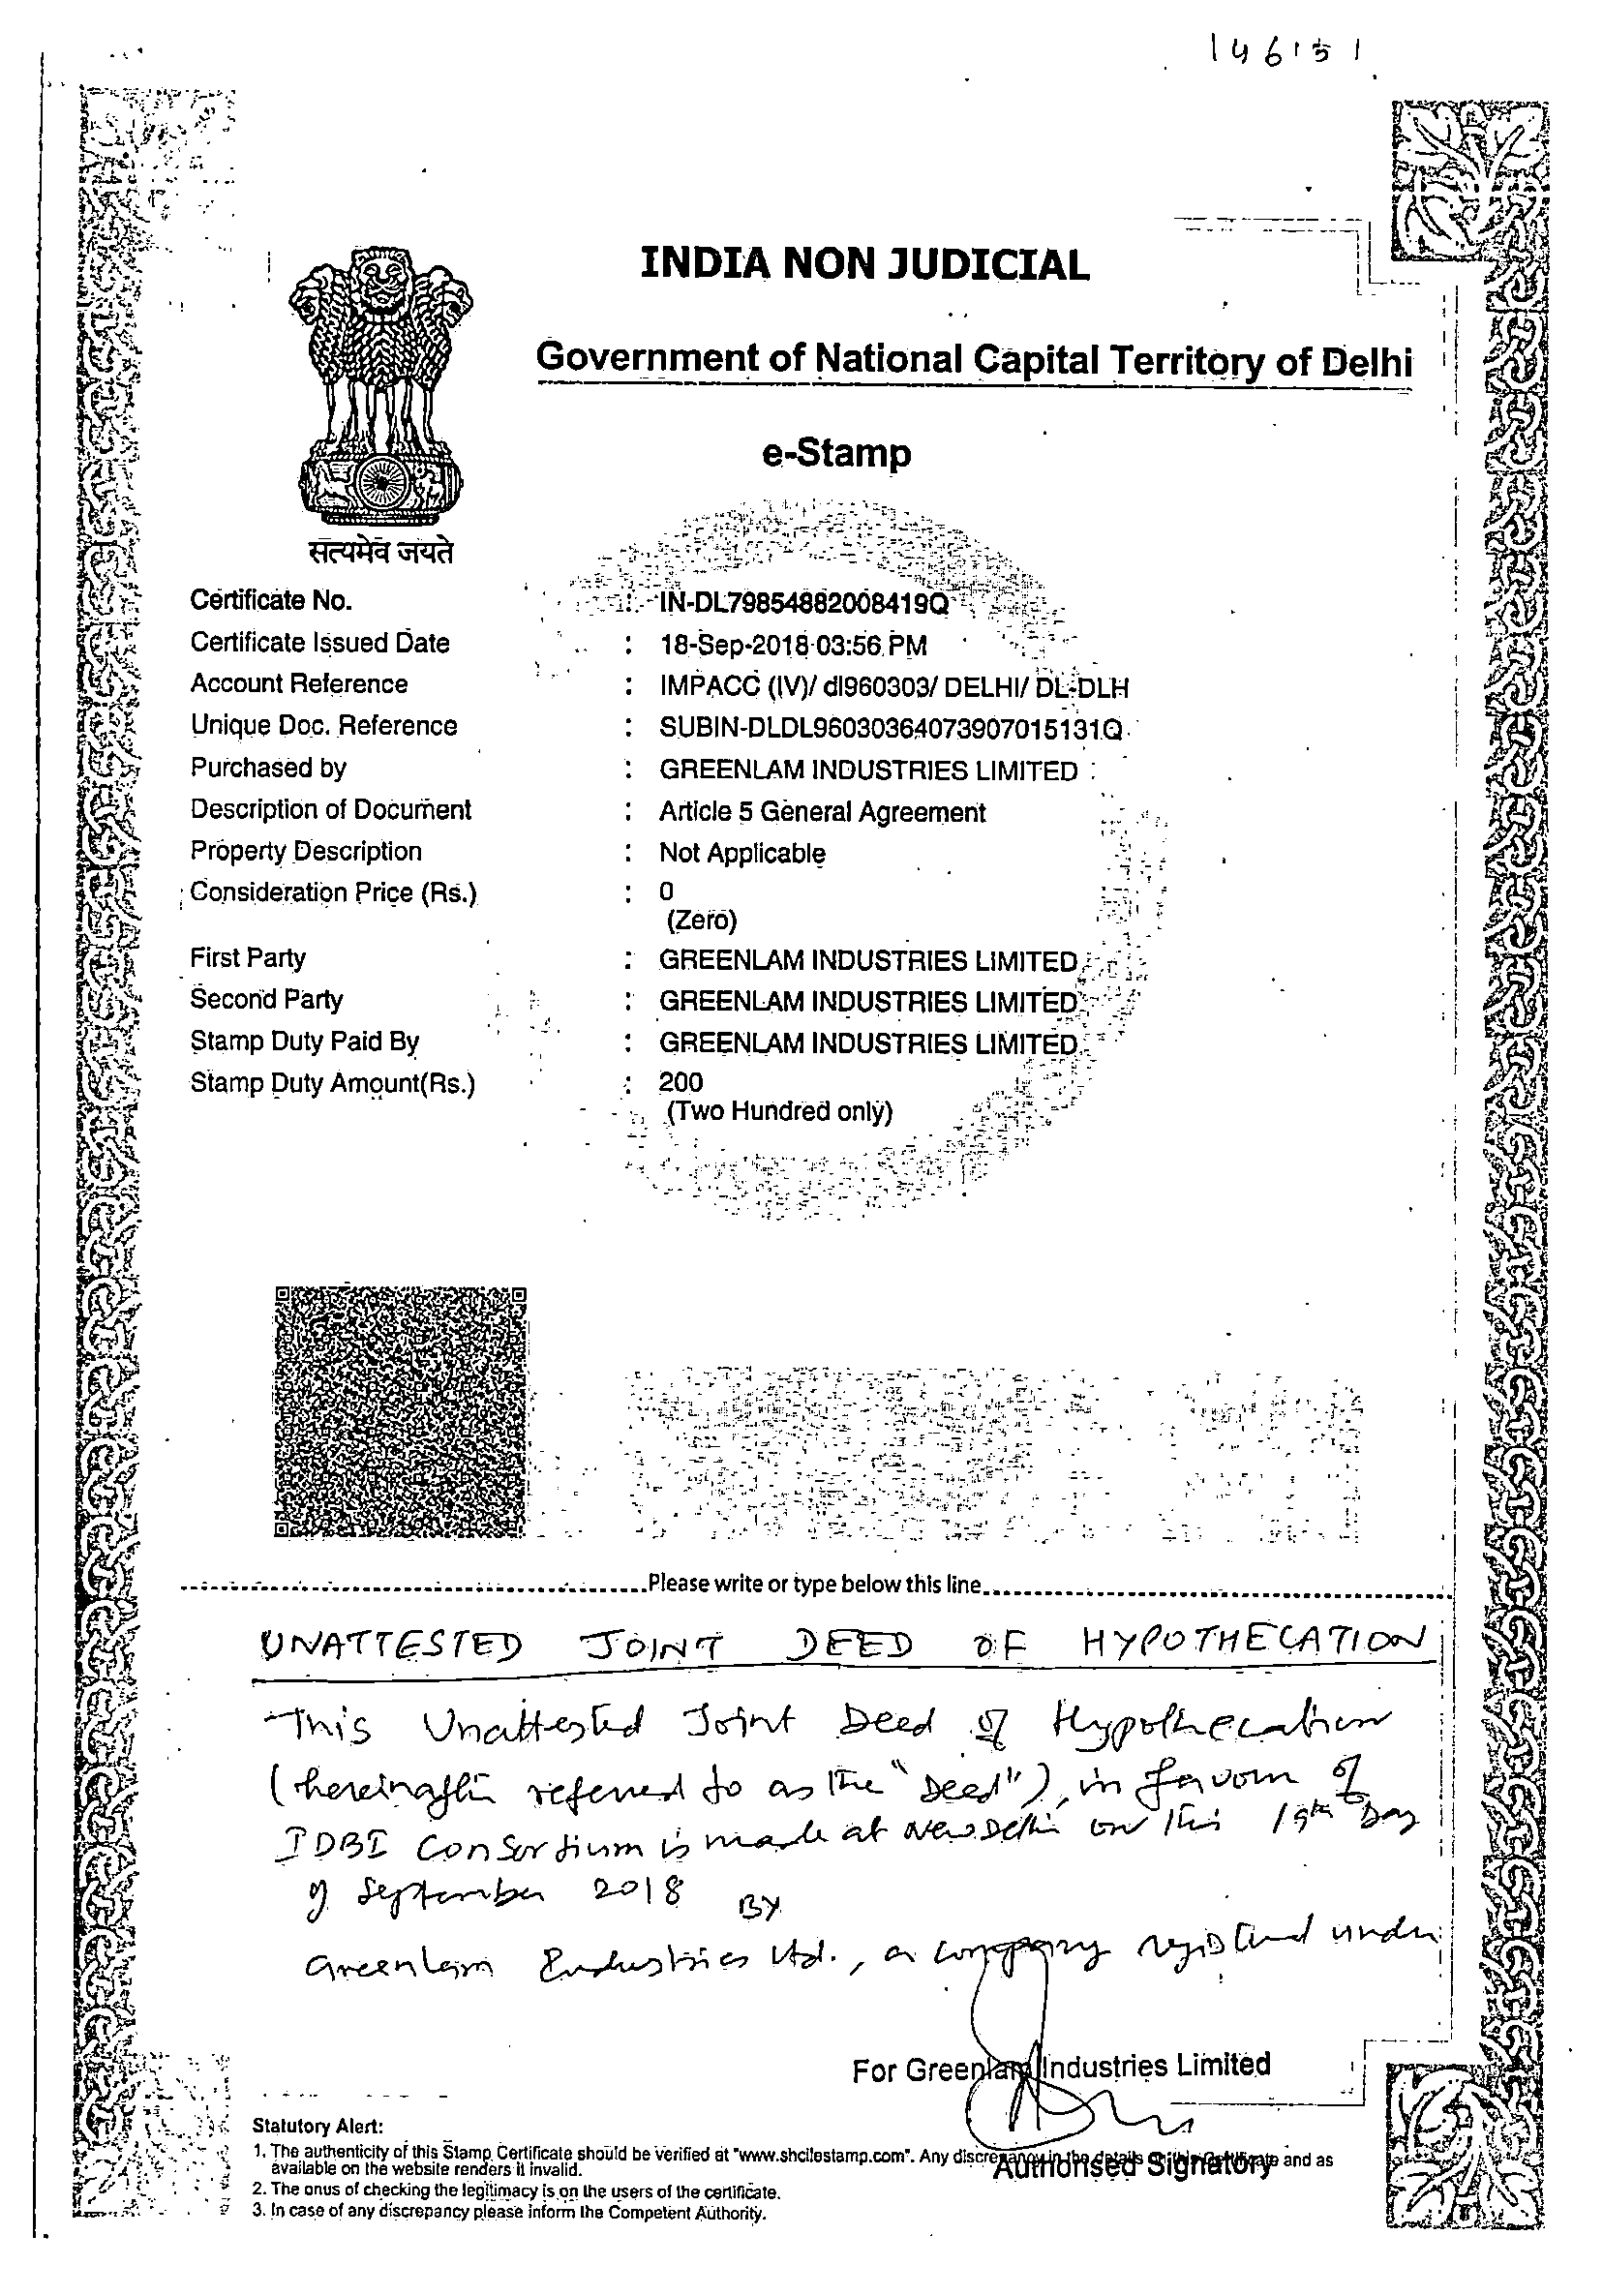 146151
INDIA NON JUDICIAL
Government of National Capital Territory of Delhi
e-Stamp
सत्यमेव जयते
Certificate No. : IN-DL79854882008419Q
Certificate Issued Date : 18-Sep-2018 03:56 PM
Account Reference : IMPACC (IV)/ dl960303/ DELHI/ DL-DLH
Unique Doc. Reference : SUBIN-DLDL96030364073907015131Q
Purchased by : GREENLAM INDUSTRIES LIMITED
Description of Document : Article 5 General Agreement
Property Description : Not Applicable
Consideration Price (Rs.) : 0
(Zero)
First Party : GREENLAM INDUSTRIES LIMITED
Second Party : GREENLAM INDUSTRIES LIMITED
Stamp Duty Paid By : GREENLAM INDUSTRIES LIMITED
Stamp Duty Amount(Rs.) : 200
(Two Hundred only)
Please write or type below this line
UNATTESTED JOINT DEED OF HYPOTHECATION
This Unattested Joint Deed of Hypothecation
(hereinafter referred to as the "Deed"), in favour of
IDBI Consortium is made at New Delhi on this 19th Day
of September 2018
BY
Greenlam Industries Ltd., a company registered under
For Greenlam Industries Limited
Authorised Signatory
Statutory Alert:
1. The authenticity of this Stamp Certificate should be verified at "www.shcilestamp.com". Any discrepancy in the details on this Certificate and as
available on the website renders it invalid.
2. The onus of checking the legitimacy is on the users of the certificate.
3. In case of any discrepancy please inform the Competent Authority.